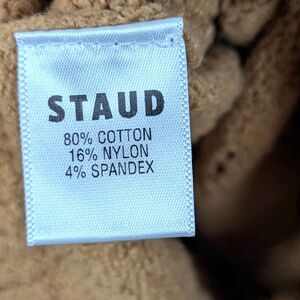 STAUD
80% COTTON
16% NYLON
4% SPANDEX